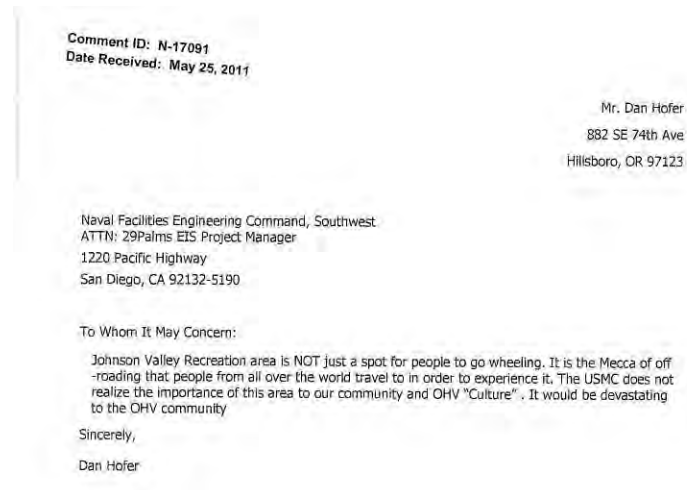 Comment ID: N-17091
Date Received: May 25, 2011
Mr. Dan Hofer
882 SE 74th Ave
Hillsboro, OR 97123
Naval Facilities Engineering Command, Southwest
ATTN: 29Palms EIS Project Manager
1220 Pacific Highway
San Diego, CA 92132-5190
To Whom It May Concern:
Johnson Valley Recreation area is NOT just a spot for people to go wheeling. It is the Mecca of off
-roading that people from all over the world travel to in order to experience it. The USMC does not
realize the importance of this area to our community and OHV "Culture" . It would be devastating
to the OHV community
Sincerely,
Dan Hofer